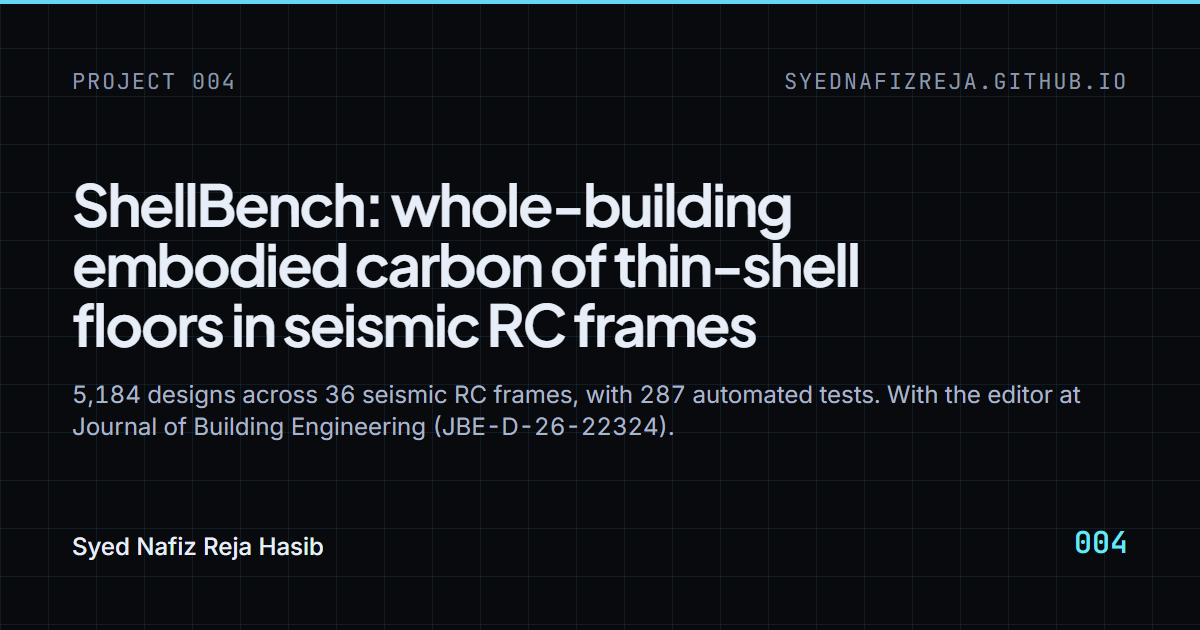 PROJECT 004
SYEDNAFIZREJA.GITHUB.IO
ShellBench: whole-building
embodied carbon of thin-shell
floors in seismic RC frames
5,184 designs across 36 seismic RC frames, with 287 automated tests. With the editor at
Journal of Building Engineering (JBE-D-26-22324).
Syed Nafiz Reja Hasib
004